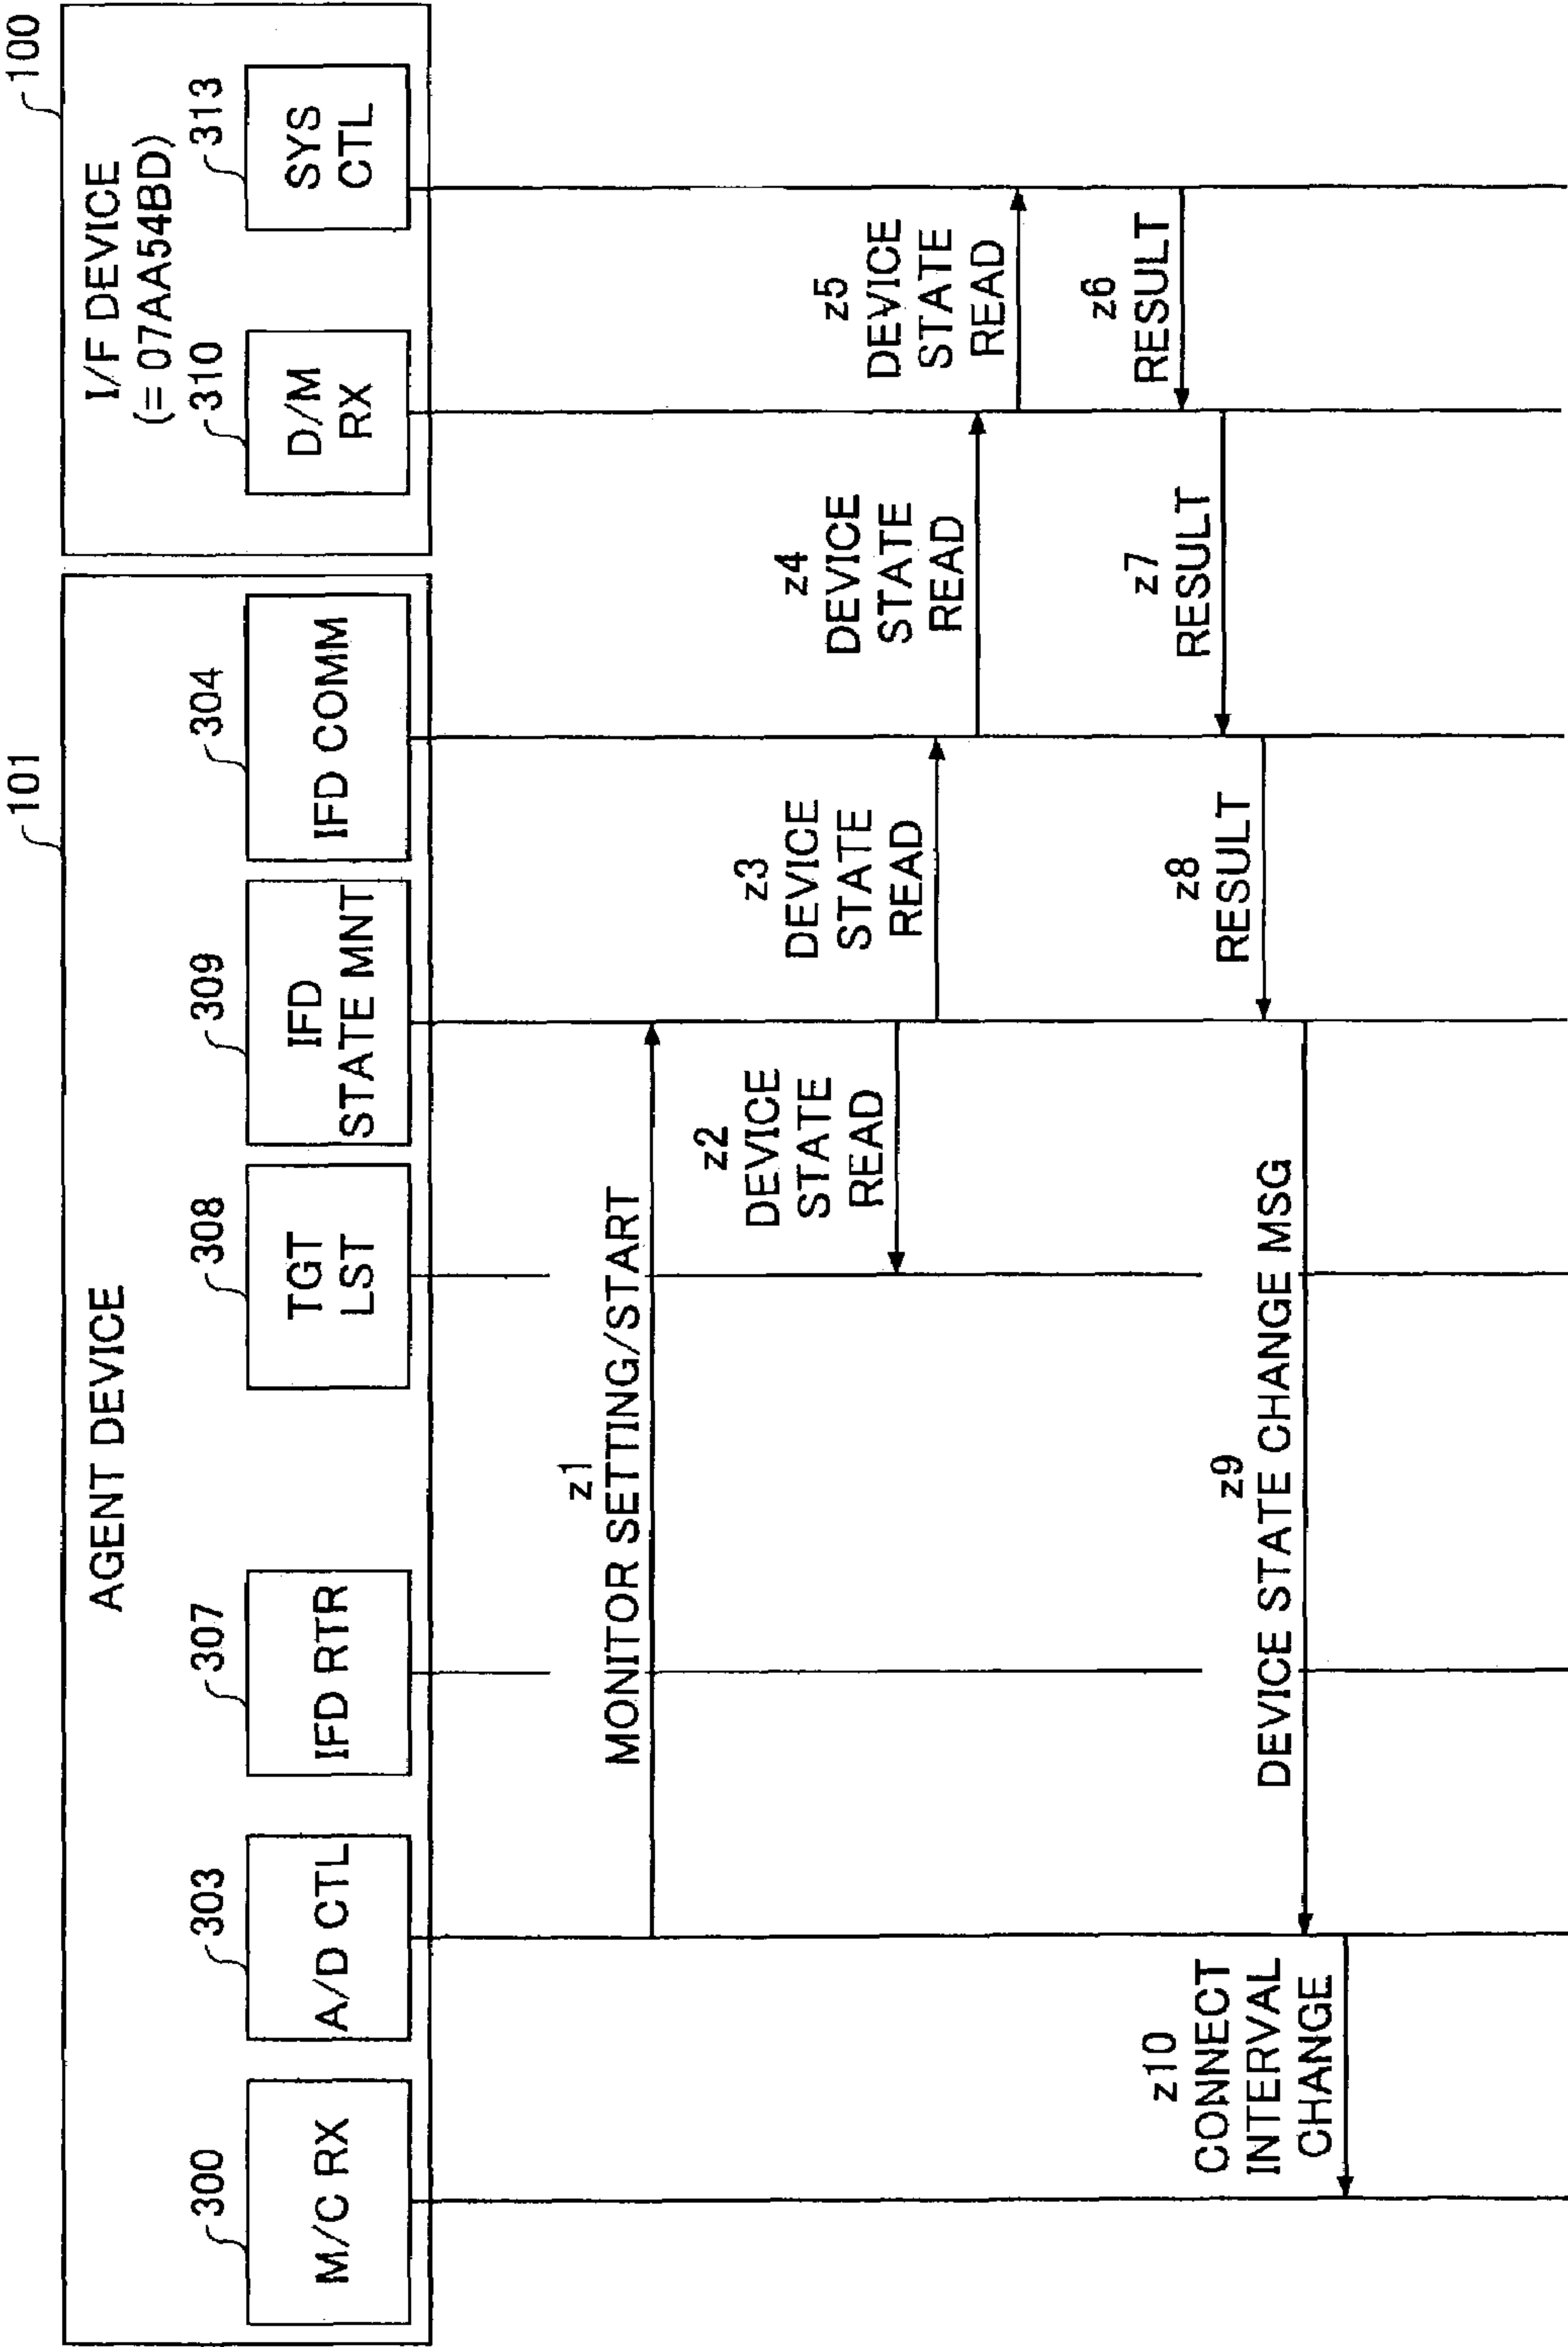 101
AGENT DEVICE
300
M/C RX
303
A/D CTL
307
IFD RTR
308
TGT
LST
309
IFD
STATE MNT
304
IFD COMM
100
I/F DEVICE
(= 07AA54BD)
310
D/M
RX
313
SYS
CTL
z1
MONITOR SETTING/START
z2
DEVICE
STATE
READ
z3
DEVICE
STATE
READ
z4
DEVICE
STATE
READ
z5
DEVICE
STATE
READ
z6
RESULT
z7
RESULT
z8
RESULT
z9
DEVICE STATE CHANGE MSG
z10
CONNECT
INTERVAL
CHANGE